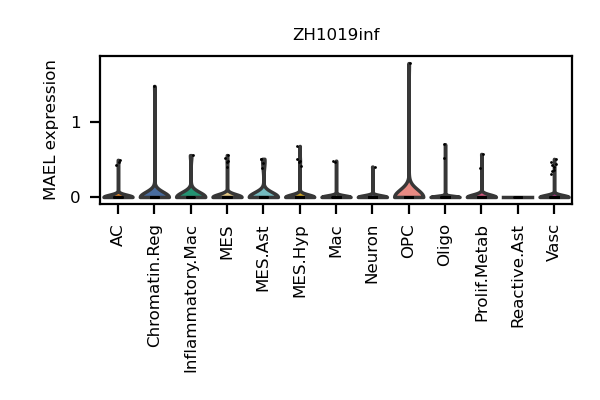 ZH1019inf
MAEL expression
1
0
AC
Chromatin.Reg
Inflammatory.Mac
MES
MES.Ast
MES.Hyp
Mac
Neuron
OPC
Oligo
Prolif.Metab
Reactive.Ast
Vasc